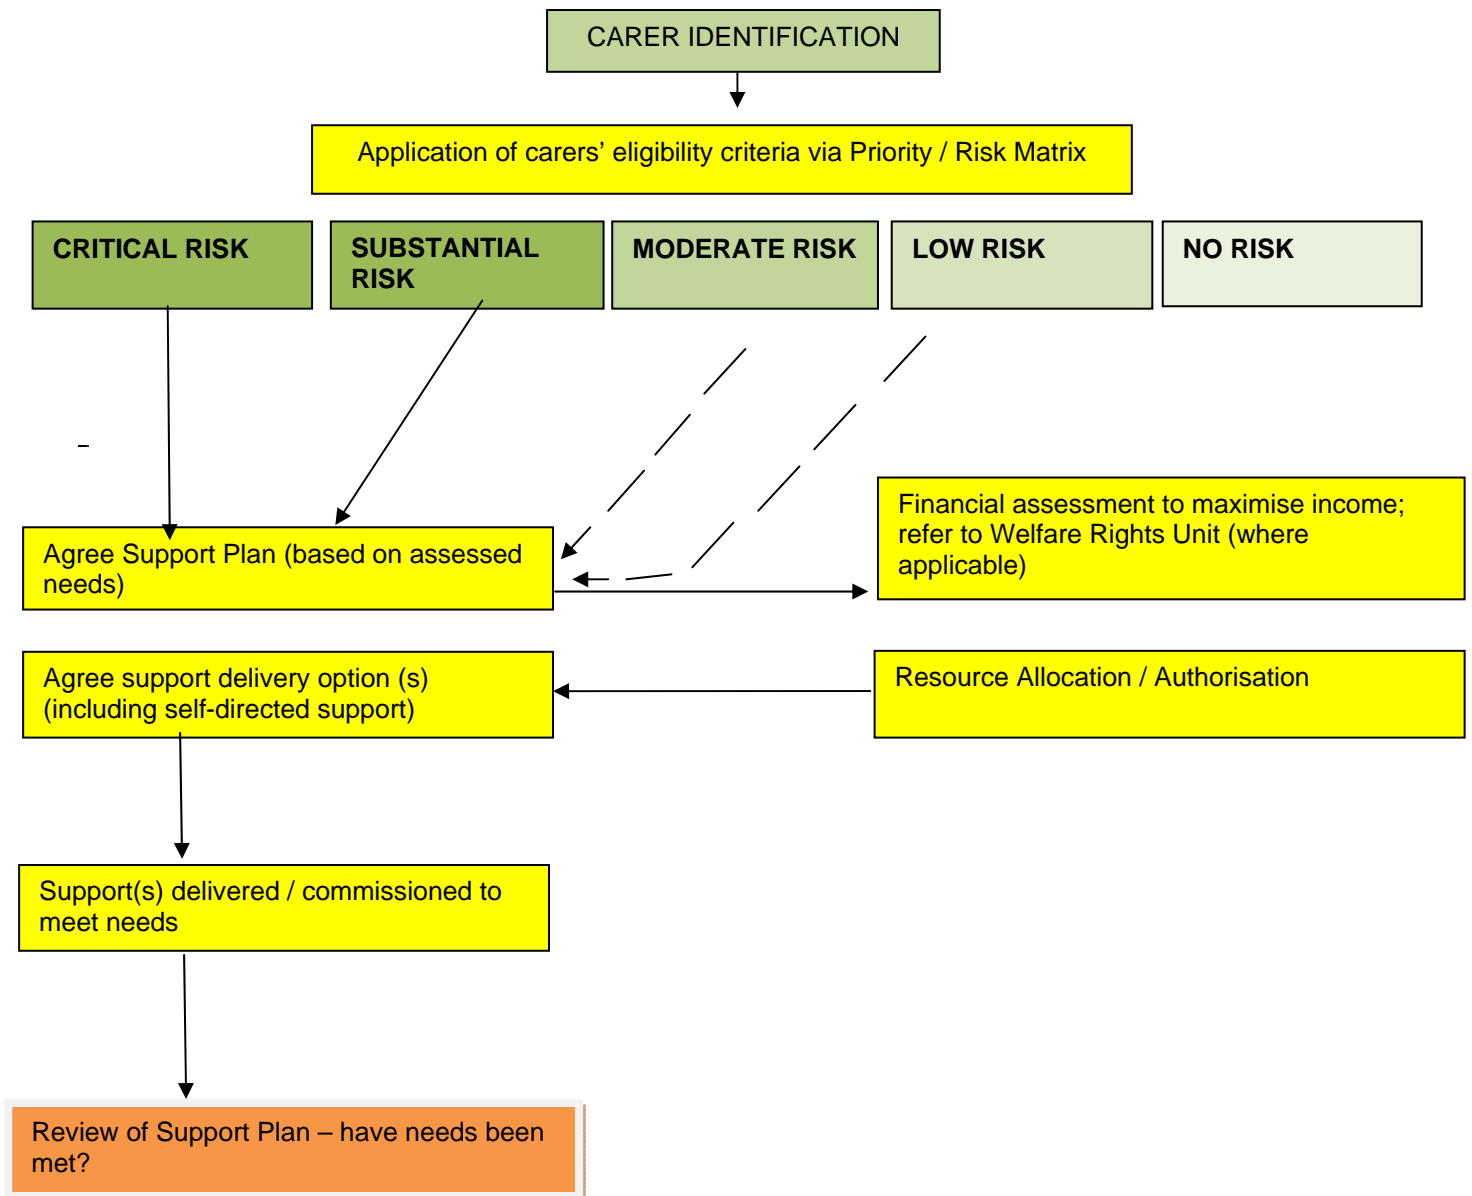 CARER IDENTIFICATION
Application of carers’ eligibility criteria via Priority / Risk Matrix
CRITICAL RISK
SUBSTANTIAL
RISK
MODERATE RISK
LOW RISK
NO RISK
Financial assessment to maximise income;
refer to Welfare Rights Unit (where
applicable)
Agree Support Plan (based on assessed
needs)
Agree support delivery option (s)
(including self-directed support)
Resource Allocation / Authorisation
Support(s) delivered / commissioned to
meet needs
Review of Support Plan – have needs been
met?